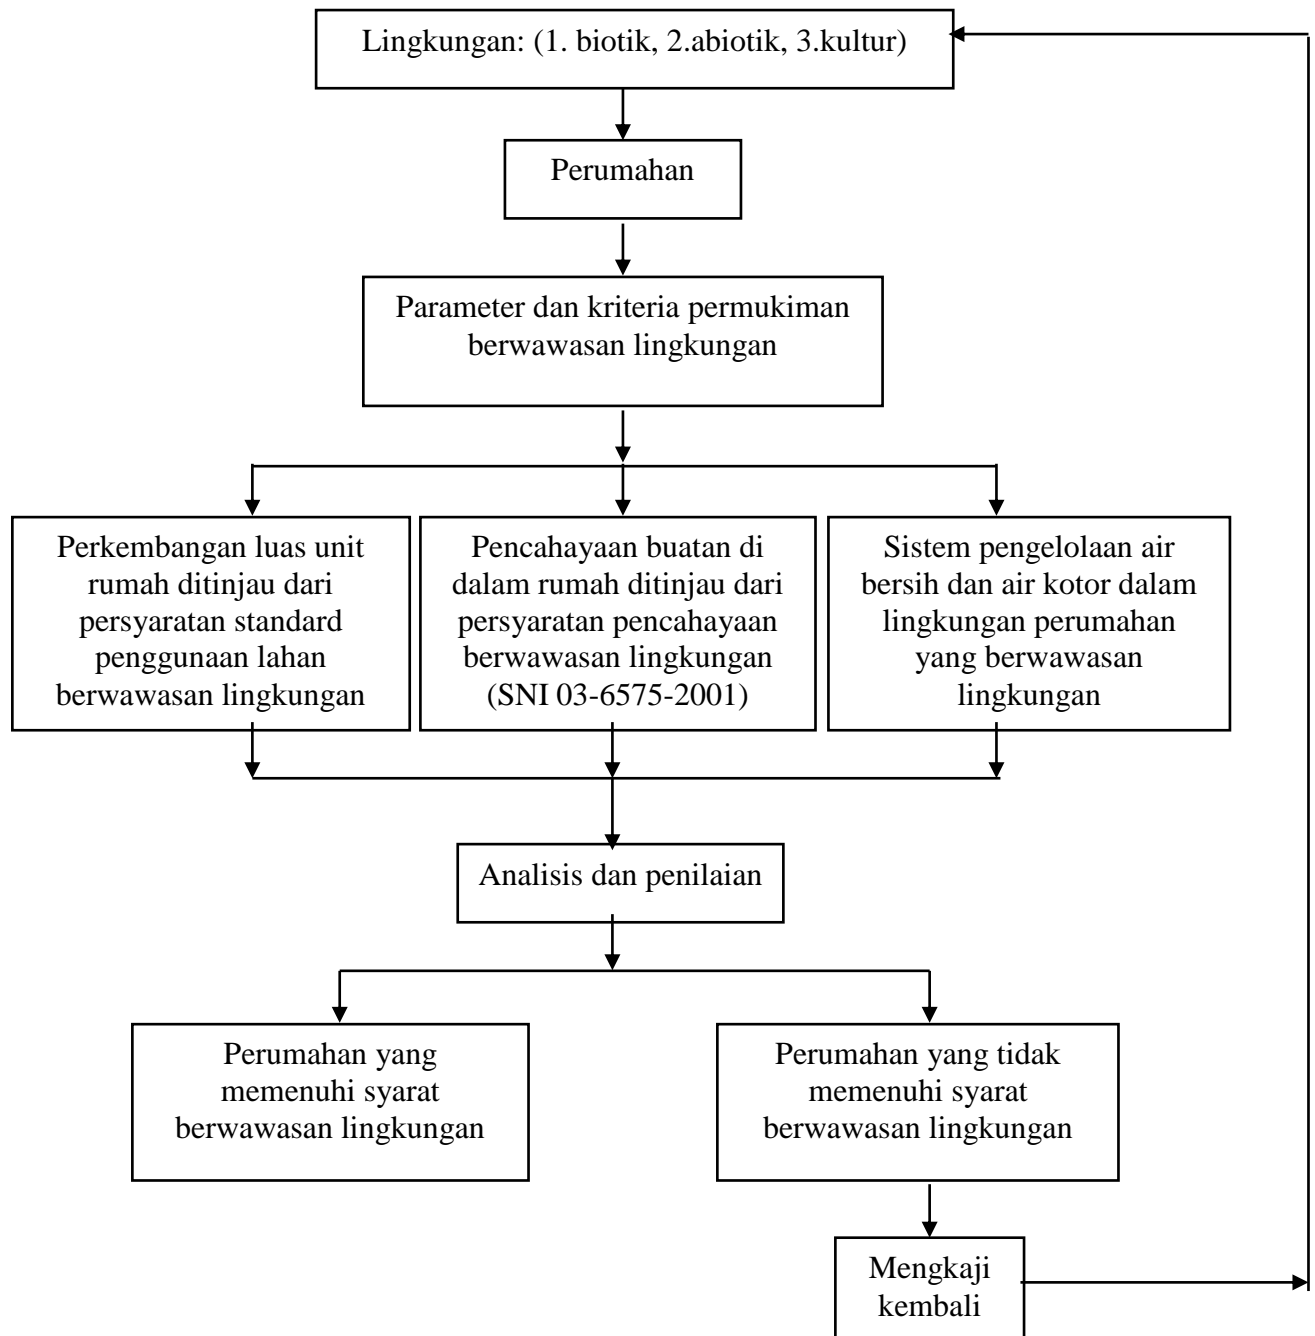 Lingkungan: (1. biotik, 2.abiotik, 3.kultur)
Perumahan
Parameter dan kriteria permukiman
berwawasan lingkungan
Perkembangan luas unit
rumah ditinjau dari
persyaratan standard
penggunaan lahan
berwawasan lingkungan
Pencahayaan buatan di
dalam rumah ditinjau dari
persyaratan pencahayaan
berwawasan lingkungan
(SNI 03-6575-2001)
Sistem pengelolaan air
bersih dan air kotor dalam
lingkungan perumahan
yang berwawasan
lingkungan
Analisis dan penilaian
Perumahan yang
memenuhi syarat
berwawasan lingkungan
Perumahan yang tidak
memenuhi syarat
berwawasan lingkungan
Mengkaji
kembali